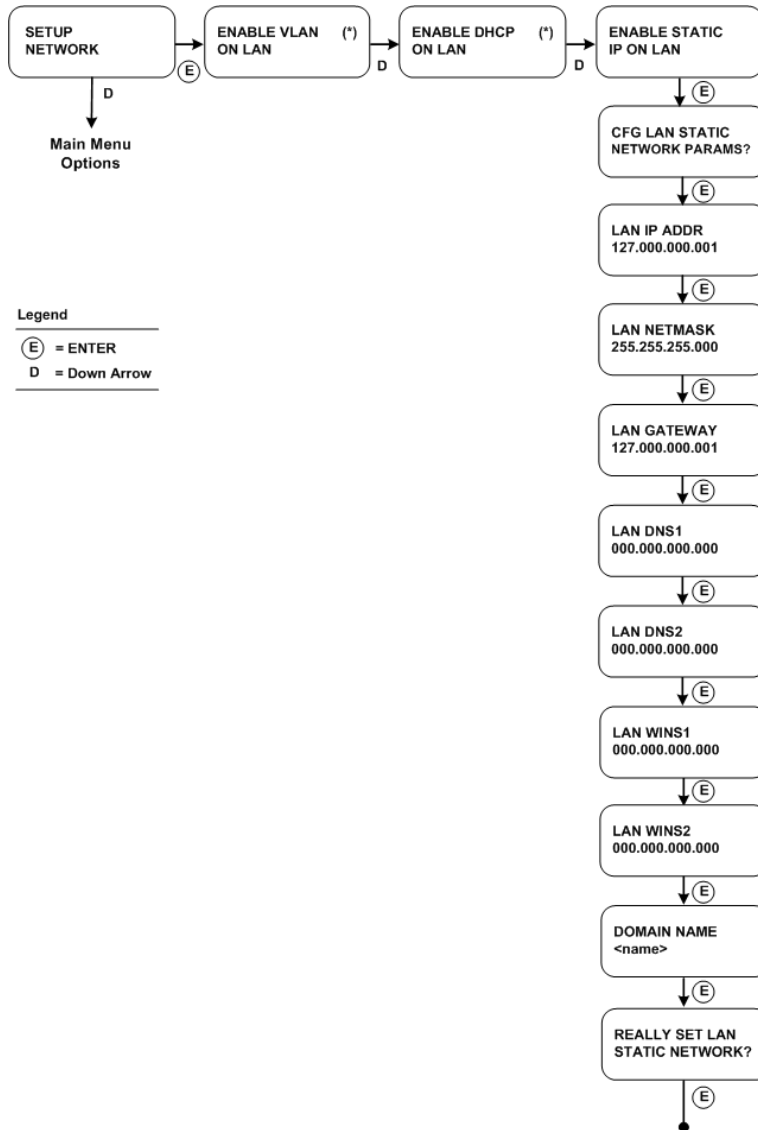 SETUP
NETWORK
E
ENABLE VLAN (*)
ON LAN
D
ENABLE DHCP (*)
ON LAN
D
ENABLE STATIC
IP ON LAN
D
Main Menu
Options
E
CFG LAN STATIC
NETWORK PARAMS?
E
LAN IP ADDR
127.000.000.001
E
Legend
E = ENTER
D = Down Arrow
LAN NETMASK
255.255.255.000
E
LAN GATEWAY
127.000.000.001
E
LAN DNS1
000.000.000.000
E
LAN DNS2
000.000.000.000
E
LAN WINS1
000.000.000.000
E
LAN WINS2
000.000.000.000
E
DOMAIN NAME
<name>
E
REALLY SET LAN
STATIC NETWORK?
E